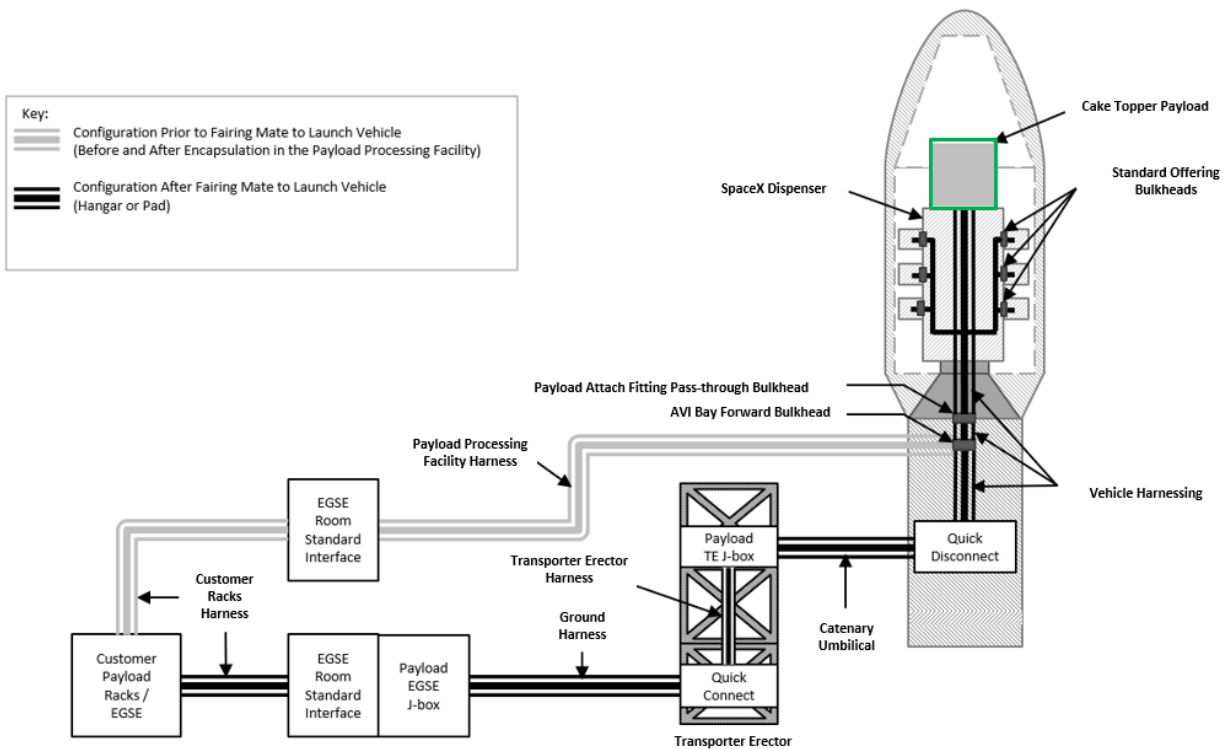 Key:
Configuration Prior to Fairing Mate to Launch Vehicle
(Before and After Encapsulation in the Payload Processing Facility)
Configuration After Fairing Mate to Launch Vehicle
(Hangar or Pad)
Cake Topper Payload
SpaceX Dispenser
Standard Offering
Bulkheads
Payload Attach Fitting Pass-through Bulkhead
AVI Bay Forward Bulkhead
Vehicle Harnessing
Payload Processing
Facility Harness
EGSE
Room
Standard
Interface
Payload
TE J-box
Quick
Disconnect
Transporter Erector
Harness
Catenary
Umbilical
Customer
Racks
Harness
Ground
Harness
Customer
Payload
Racks /
EGSE
EGSE
Room
Standard
Interface
Payload
EGSE
J-box
Quick
Connect
Transporter Erector